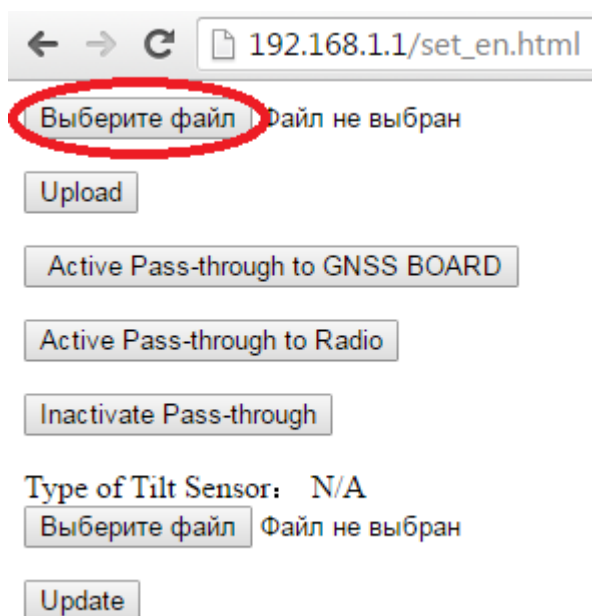 192.168.1.1/set_en.html
Выберите файл Файл не выбран
Upload
Active Pass-through to GNSS BOARD
Active Pass-through to Radio
Inactivate Pass-through
Type of Tilt Sensor： N/A
Выберите файл Файл не выбран
Update